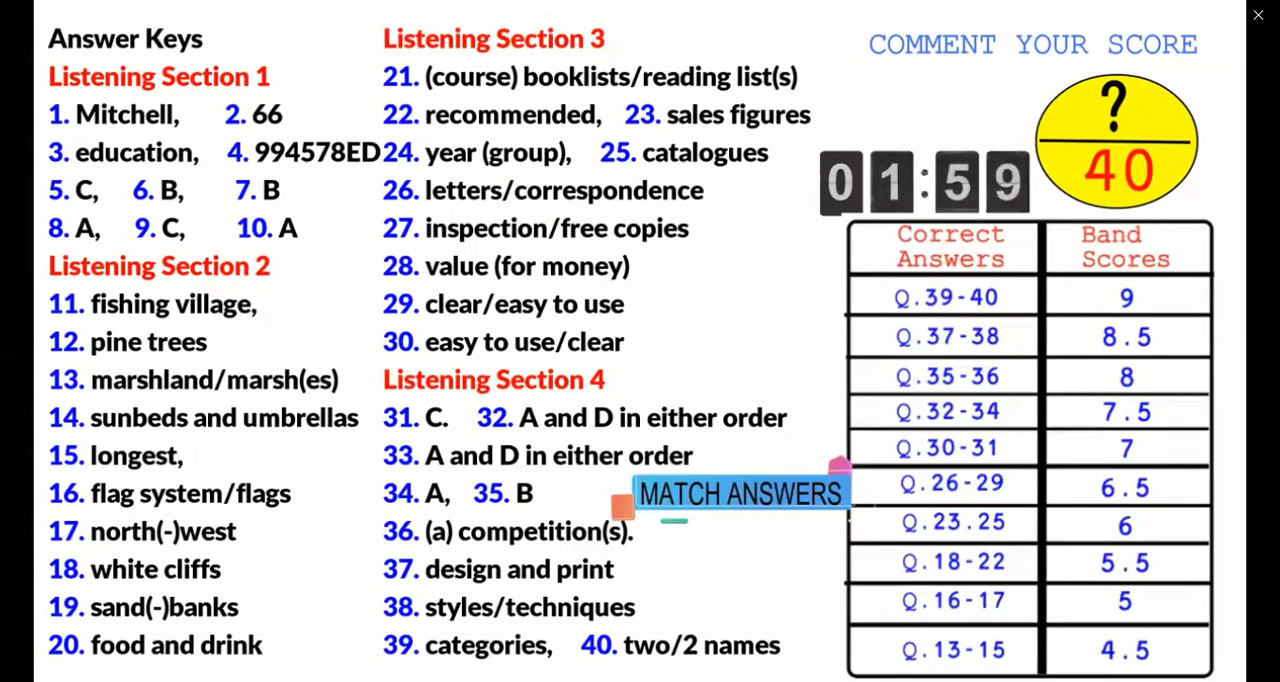 Answer Keys
Listening Section 1
1. Mitchell, 2. 66
3. education, 4. 994578ED
5. C, 6. B, 7. B
8. A, 9. C, 10. A
Listening Section 2
11. fishing village,
12. pine trees
13. marshland/marsh(es)
14. sunbeds and umbrellas
15. longest,
16. flag system/flags
17. north(-)west
18. white cliffs
19. sand(-)banks
20. food and drink
Listening Section 3
21. (course) booklists/reading list(s)
22. recommended, 23. sales figures
24. year (group), 25. catalogues
26. letters/correspondence
27. inspection/free copies
28. value (for money)
29. clear/easy to use
30. easy to use/clear
Listening Section 4
31. C. 32. A and D in either order
33. A and D in either order
34. A, 35. B
36. (a) competition(s).
37. design and print
38. styles/techniques
39. categories, 40. two/2 names
MATCH ANSWERS
COMMENT YOUR SCORE
?
40
01:59
Correct Answers Band Scores
Q.39-40 9
Q.37-38 8.5
Q.35-36 8
Q.32-34 7.5
Q.30-31 7
Q.26-29 6.5
Q.23.25 6
Q.18-22 5.5
Q.16-17 5
Q.13-15 4.5